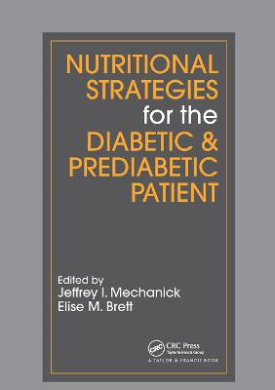 NUTRITIONAL
STRATEGIES
for the
DIABETIC &
PREDIABETIC
PATIENT
Edited by
Jeffrey I. Mechanick
Elise M. Brett
CRC Press
Taylor & Francis Group
A TAYLOR & FRANCIS BOOK